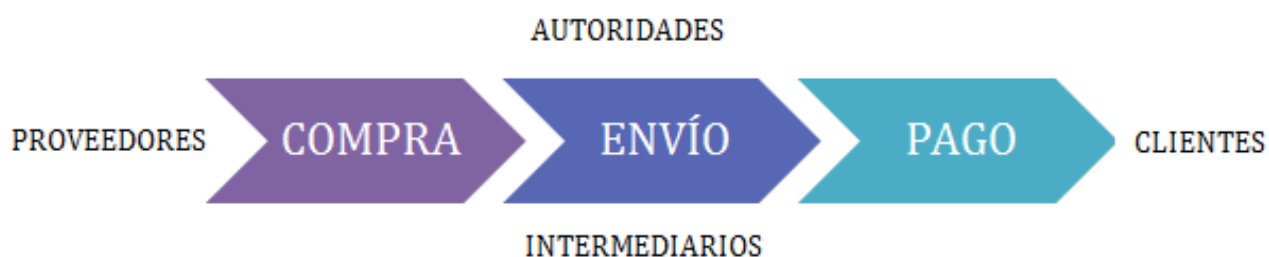 AUTORIDADES
PROVEEDORES COMPRA ENVÍO PAGO CLIENTES
INTERMEDIARIOS